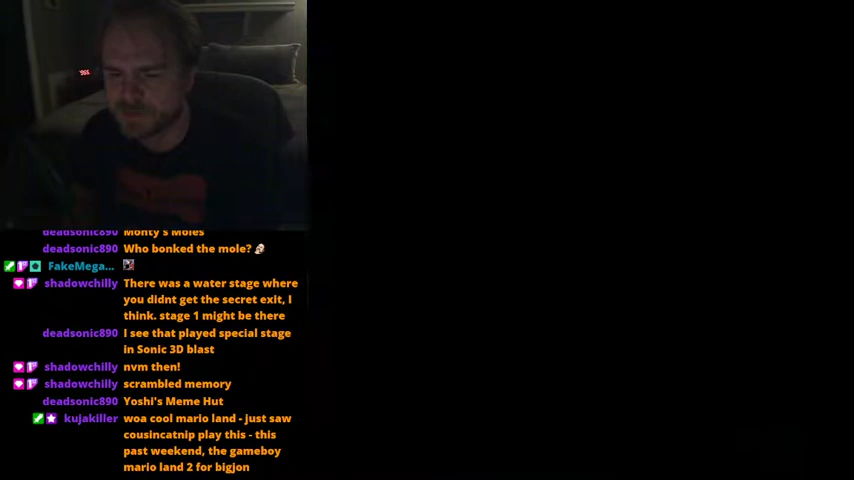 deadsonic890 Monty's Moles
deadsonic890 Who bonked the mole?
FakeMega...
shadowchilly There was a water stage where
you didnt get the secret exit, I
think. stage 1 might be there
deadsonic890 I see that played special stage
in Sonic 3D blast
shadowchilly nvm then!
shadowchilly scrambled memory
deadsonic890 Yoshi's Meme Hut
kujakiller woa cool mario land - just saw
cousincatnip play this - this
past weekend, the gameboy
mario land 2 for bigjon